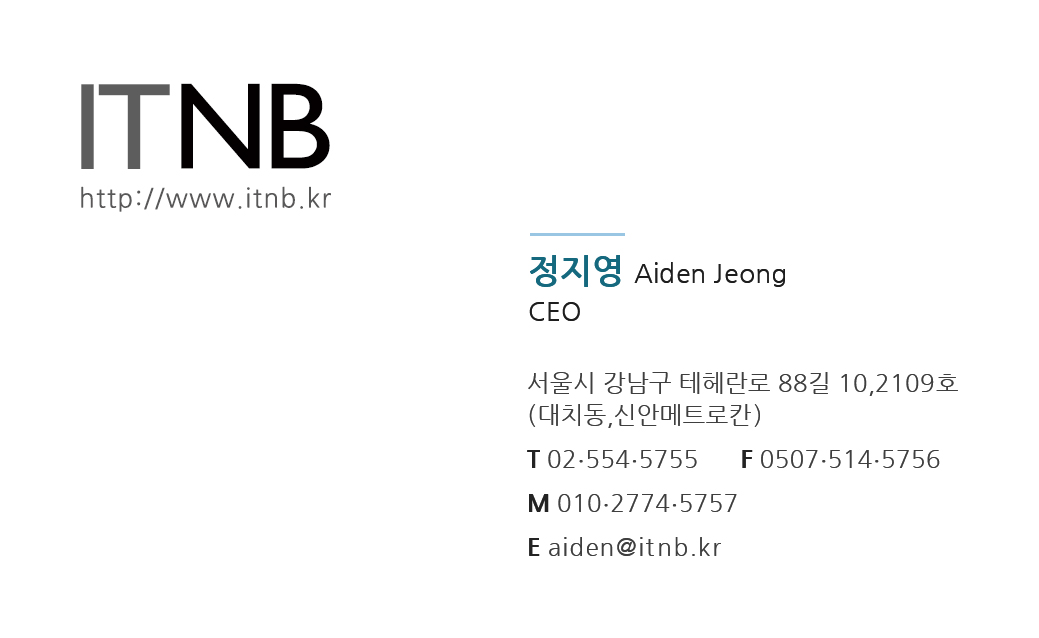 ITNB
http://www.itnb.kr
정지영 Aiden Jeong
CEO
서울시 강남구 테헤란로 88길 10,2109호
(대치동,신안메트로칸)
T 02·554·5755 F 0507·514·5756
M 010·2774·5757
E aiden@itnb.kr